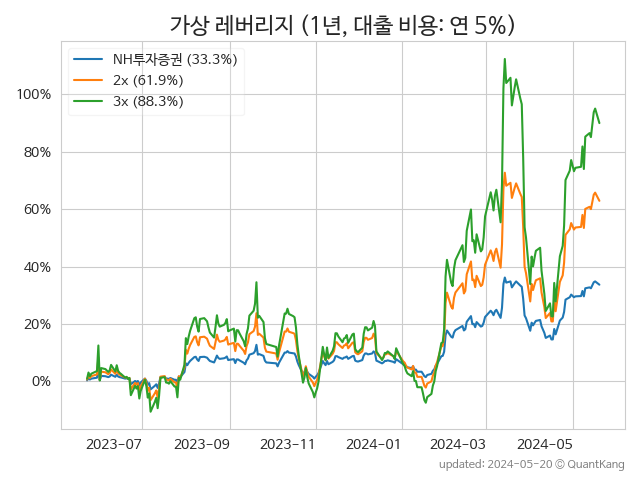 가상 레버리지 (1년, 대출 비용: 연 5%)
NH투자증권 (33.3%)
2x (61.9%)
3x (88.3%)
100%
80%
60%
40%
20%
0%
2023-07 2023-09 2023-11 2024-01 2024-03 2024-05
updated: 2024-05-20 © QuantKang